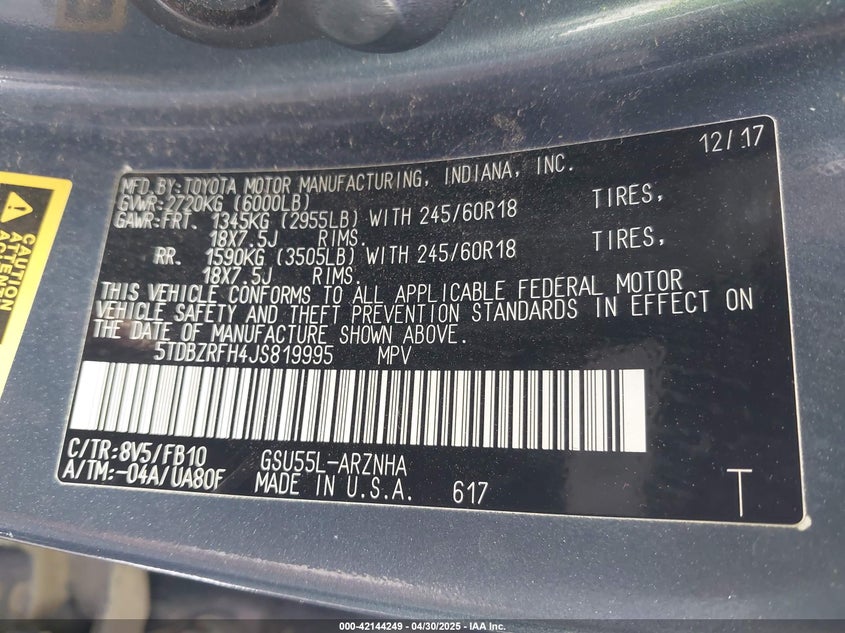 12/17
MFD.BY:TOYOTA MOTOR MANUFACTURING, INDIANA, INC.
GVWR:2720KG (6000LB)
GAWR:FRT. 1345KG (2955LB) WITH 245/60R18 TIRES,
18X7.5J RIMS.
RR. 1590KG (3505LB) WITH 245/60R18 TIRES,
18X7.5J RIMS.
THIS VEHICLE CONFORMS TO ALL APPLICABLE FEDERAL MOTOR
VEHICLE SAFETY AND THEFT PREVENTION STANDARDS IN EFFECT ON
THE DATE OF MANUFACTURE SHOWN ABOVE.
5TDBZRFH4JS819995 MPV
C/TR:8V5/FB10 GSU55L-ARZNHA
A/TM:-04A/UA80F MADE IN U.S.A. 617 T
CAUTION
ATTENTION
000-42144249 - 04/30/2025 - IAA Inc.